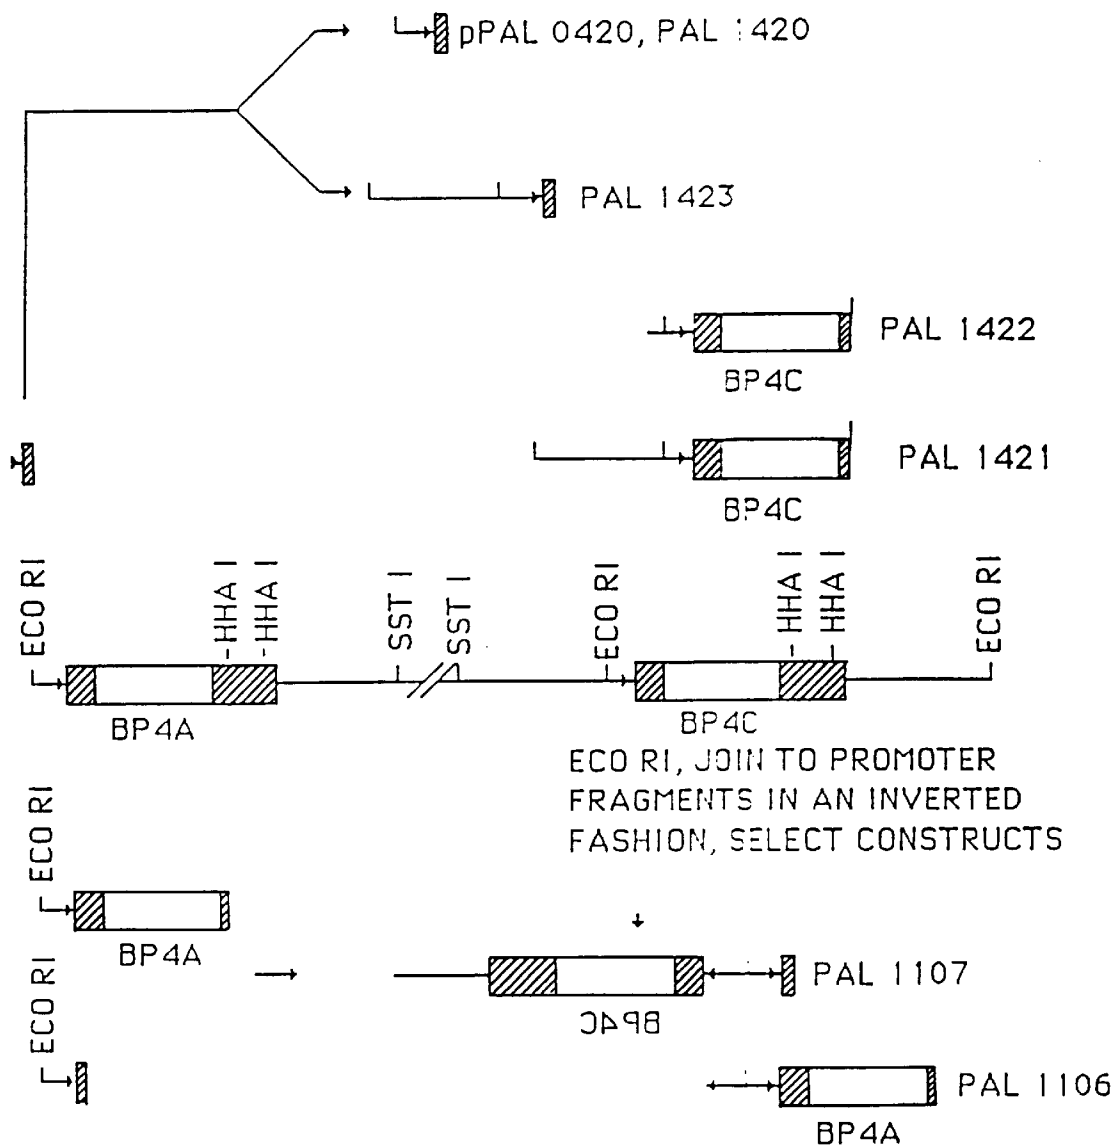 pPAL 0420, PAL 1420
PAL 1423
PAL 1422
BP4C
PAL 1421
BP4C
ECO RI
HHA I
HHA I
SST I
SST I
ECO RI
HHA I
HHA I
ECO RI
BP4A
BP4C
ECO RI, JOIN TO PROMOTER
FRAGMENTS IN AN INVERTED
FASHION, SELECT CONSTRUCTS
ECO RI
BP4A
ECO RI
PAL 1107
BP4C
PAL 1106
BP4A